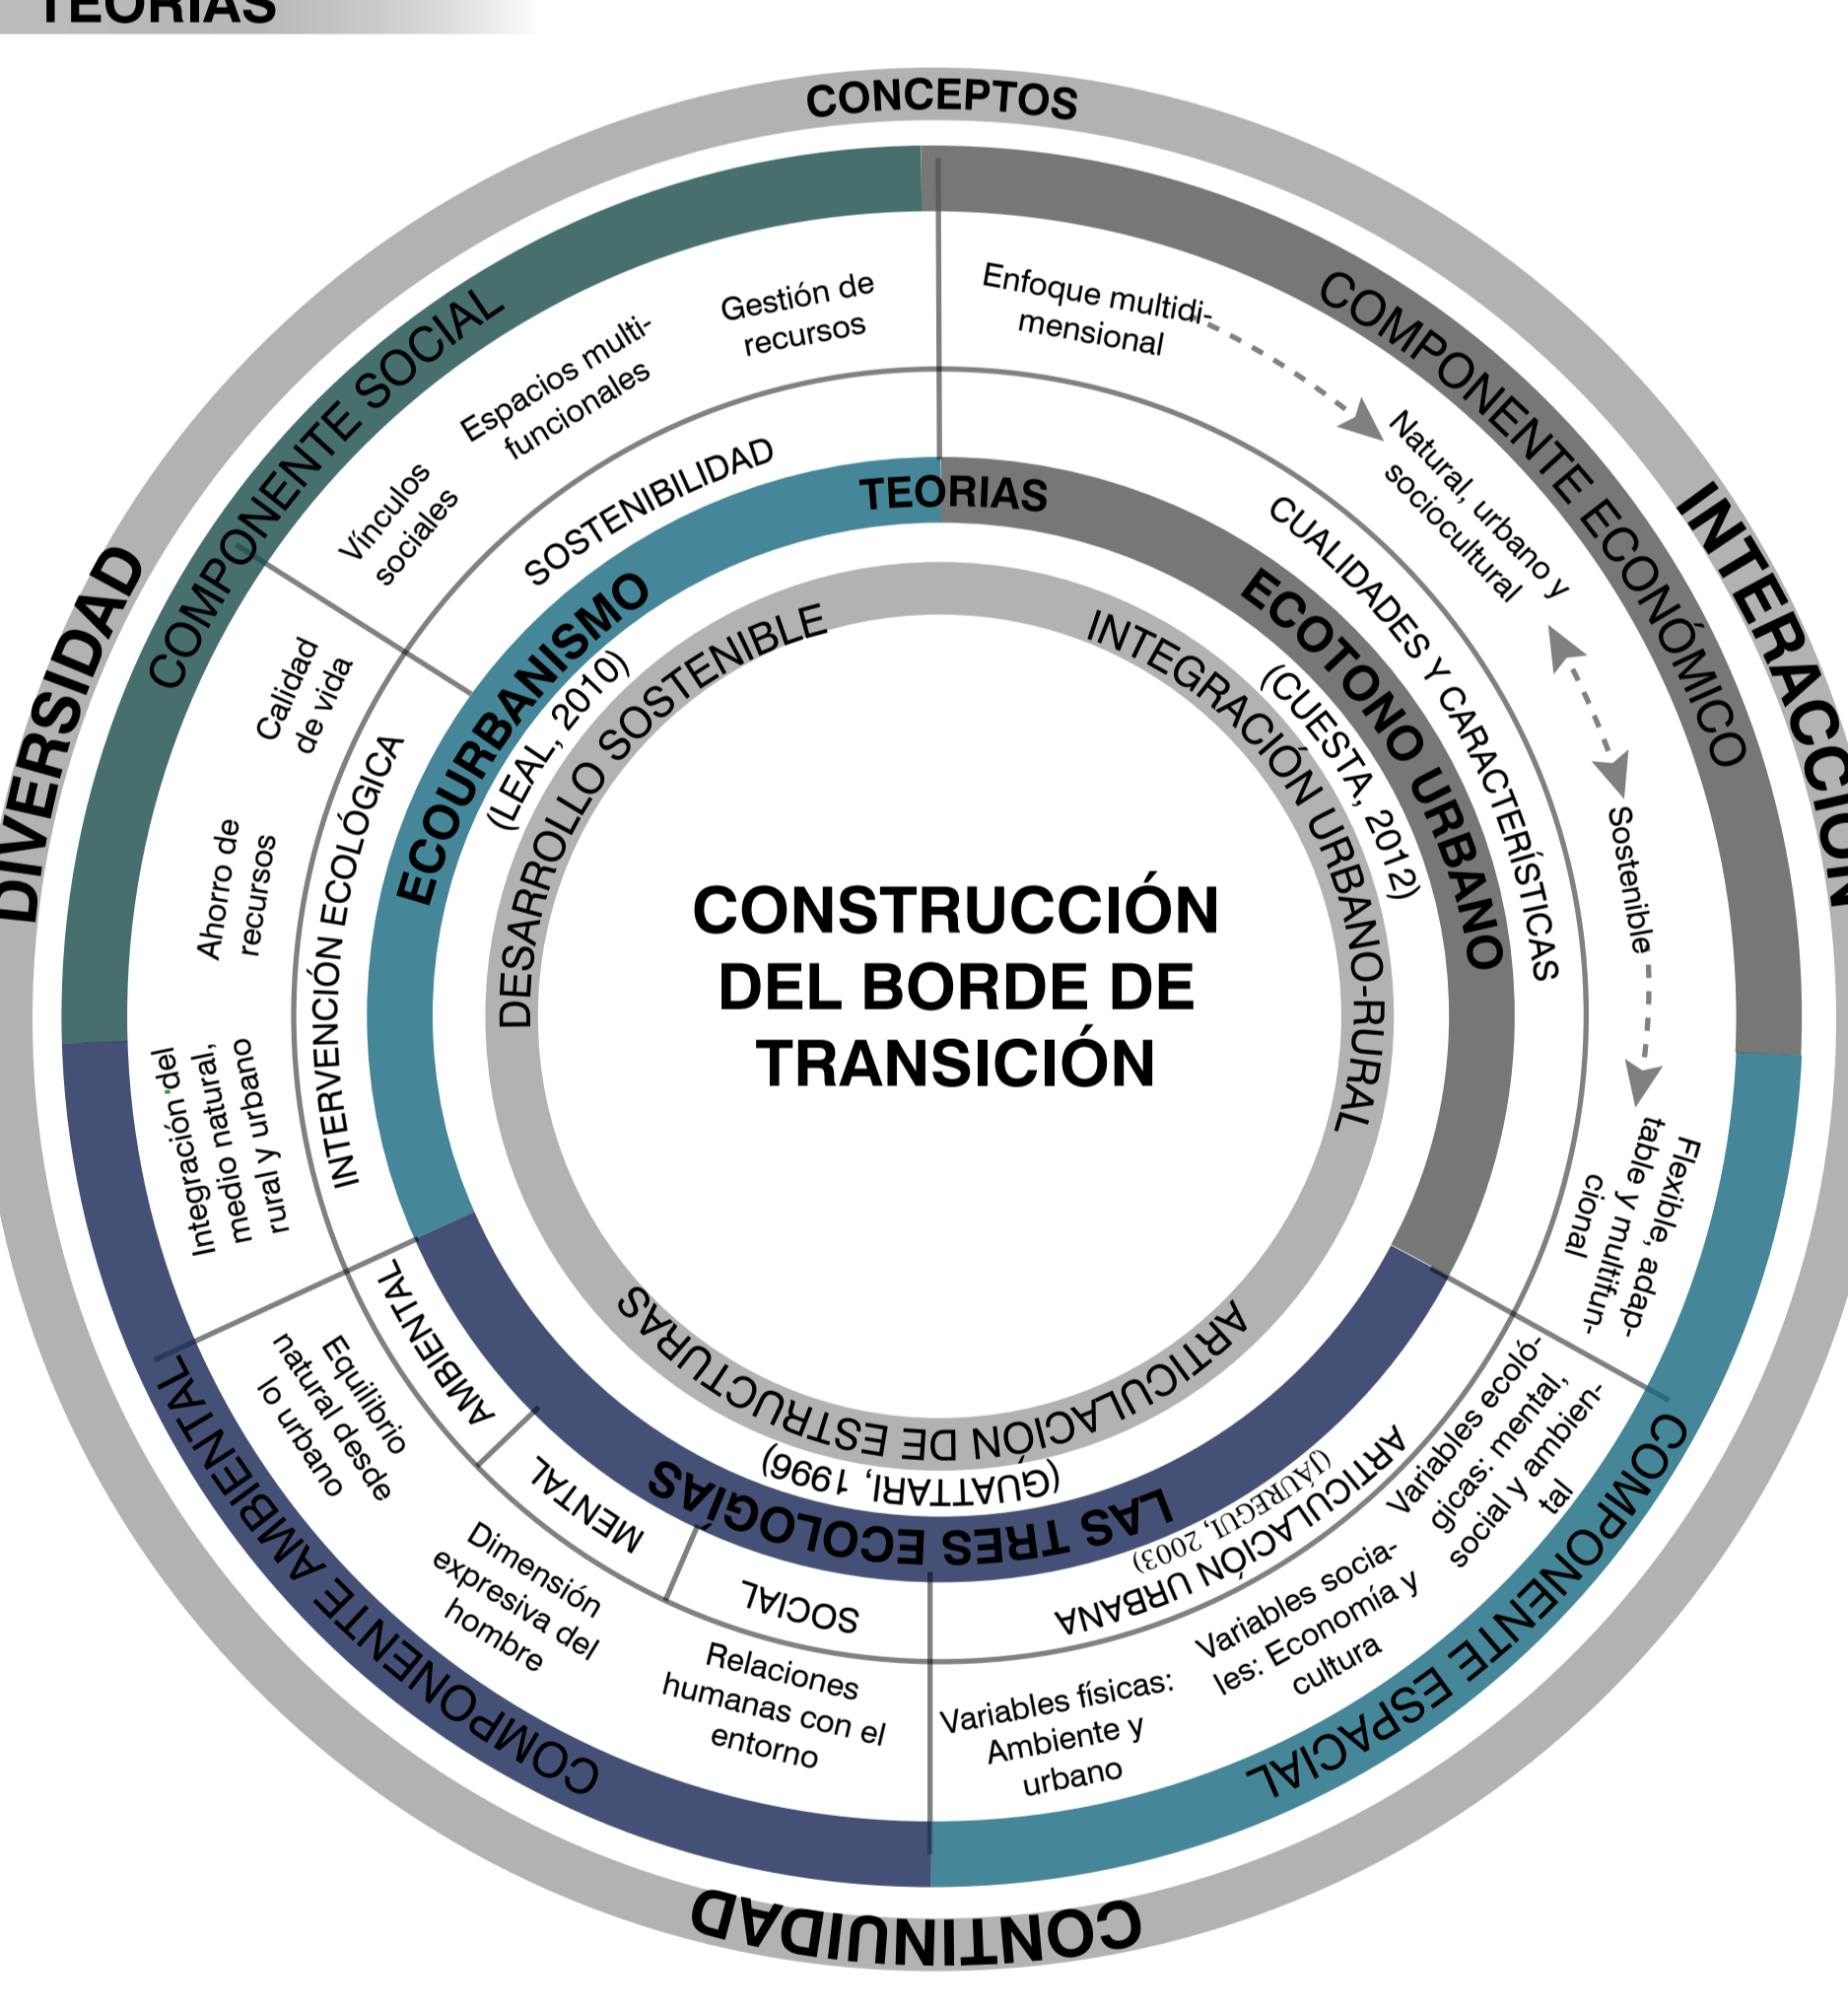 TEORIAS
CONCEPTOS
DIVERSIDAD
INTERACCIÓN
CONTINUIDAD
COMPONENTE SOCIAL
COMPONENTE ECONÓMICO
COMPONENTE ESPACIAL
COMPONENTE AMBIENTAL
Gestión de
recursos
Espacios multi-
funcionales
Vínculos
sociales
Calidad
de vida
Ahorro de
recursos
Integración del
medio natural,
rural y urbano
Enfoque multidi-
mensional
Natural, urbano y
sociocultural
Sostenible
Flexible, adap-
table y multifun-
cional
Variables ecoló-
gicas: mental,
social y ambien-
tal
Variables socia-
les: Economía y
cultura
Variables físicas:
Ambiente y
urbano
Relaciones
humanas con el
entorno
Dimensión
expresiva del
hombre
Equilibrio
natural desde
lo urbano
SOSTENIBILIDAD
INTERVENCIÓN ECOLÓGICA
CUALIDADES Y CARACTERÍSTICAS
ARTICULACIÓN URBANA
(JÁUREGUI, 2003)
SOCIAL
MENTAL
AMBIENTAL
TEORIAS
ECOURBANISMO
(LEAL, 2010)
ECOTONO URBANO
(CUESTA, 2012)
LAS TRES ECOLOGÍAS
(GUATTARI, 1996)
DESARROLLO SOSTENIBLE
INTEGRACIÓN URBANO-RURAL
ARTICULACIÓN DE ESTRUCTURAS
CONSTRUCCIÓN
DEL BORDE DE
TRANSICIÓN